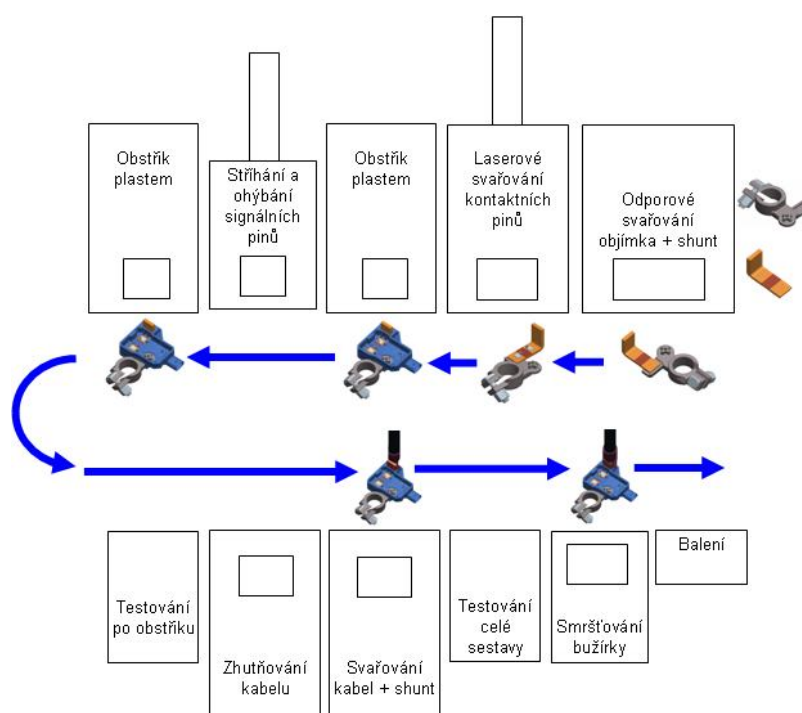 Obstřik
plastem
Stříhání a
ohýbání
signálních
pinů
Obstřik
plastem
Laserové
svařování
kontaktních
pinů
Odporové
svařování
objímka + shunt
Testování
po obstřiku
Zhutňování
kabelu
Svařování
kabel + shunt
Testování
celé
sestavy
Smršťování
bužírky
Balení